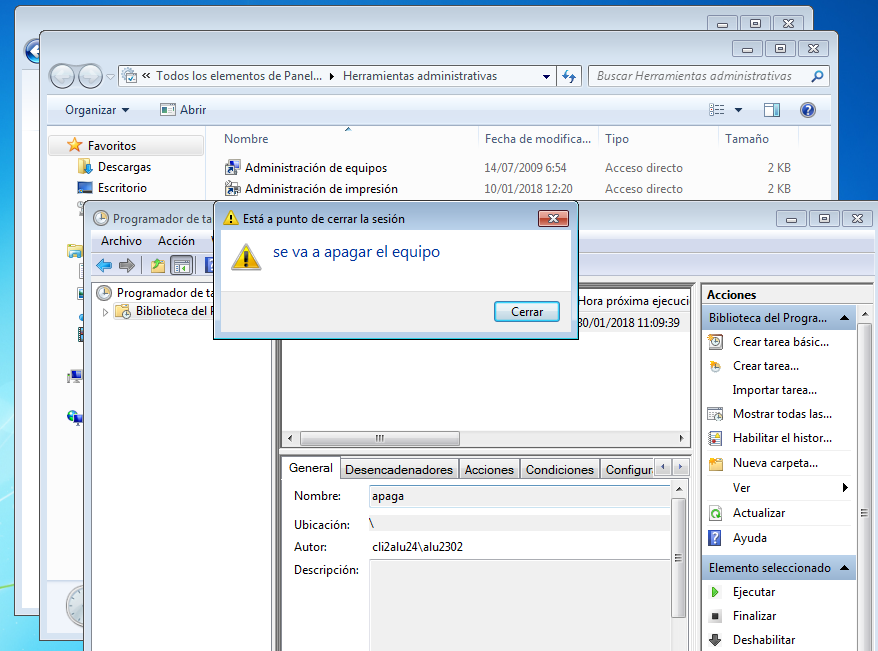 « Todos los elementos de Panel... ▸ Herramientas administrativas
Buscar Herramientas administrativas
Organizar
Abrir
Favoritos
Descargas
Escritorio
Nombre
Fecha de modifica...
Tipo
Tamaño
Administración de equipos
14/07/2009 6:54
Acceso directo
2 KB
Administración de impresión
10/01/2018 12:20
Acceso directo
2 KB
Programador de ta
Archivo
Acción
Está a punto de cerrar la sesión
se va a apagar el equipo
Cerrar
Programador de ta
Biblioteca del P
Hora próxima ejecuci
30/01/2018 11:09:39
General
Desencadenadores
Acciones
Condiciones
Configur
Nombre:
apaga
Ubicación:
\
Autor:
cli2alu24\alu2302
Descripción:
Acciones
Biblioteca del Progra...
Crear tarea básic...
Crear tarea...
Importar tarea...
Mostrar todas las...
Habilitar el histor...
Nueva carpeta...
Ver
Actualizar
Ayuda
Elemento seleccionado
Ejecutar
Finalizar
Deshabilitar